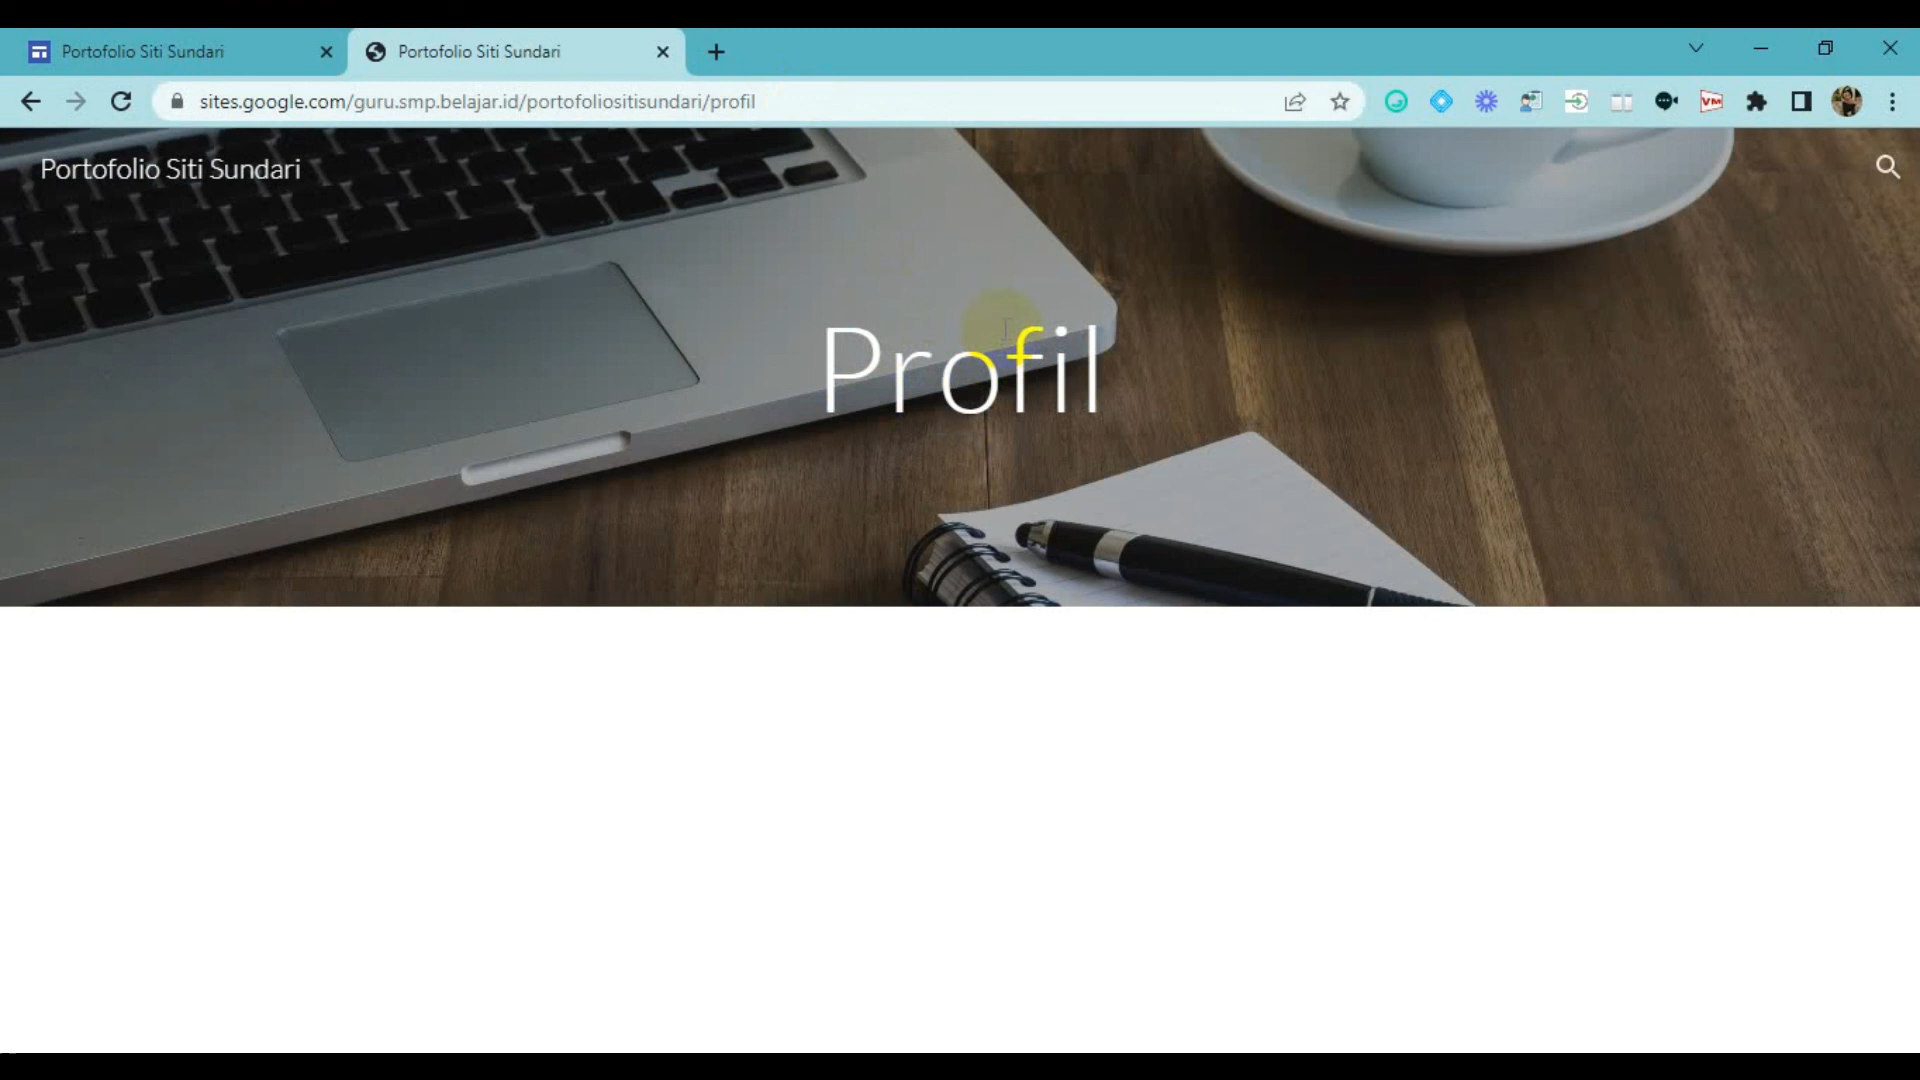 Portofolio Siti Sundari
Portofolio Siti Sundari
sites.google.com/guru.smp.belajar.id/portofoliositisundari/profil
VM
Portofolio Siti Sundari
Profil